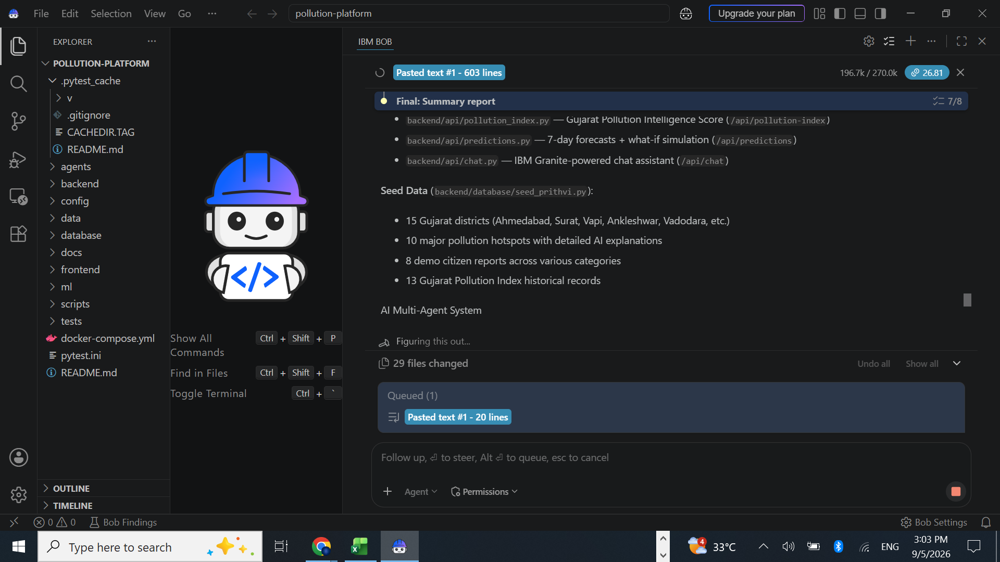 File Edit Selection View Go ···
pollution-platform
Upgrade your plan
EXPLORER
POLLUTION-PLATFORM
.pytest_cache
v
.gitignore
CACHEDIR.TAG
README.md
agents
backend
config
data
database
docs
frontend
ml
scripts
tests
docker-compose.yml
pytest.ini
README.md
OUTLINE
TIMELINE
</>
Show All Commands Ctrl + Shift + P
Find in Files Ctrl + Shift + F
Toggle Terminal Ctrl + `
IBM BOB
Pasted text #1 - 603 lines
196.7k / 270.0k 26.81
Final: Summary report 7/8
• backend/api/pollution_index.py — Gujarat Pollution Intelligence Score (/api/pollution-index)
• backend/api/predictions.py — 7-day forecasts + what-if simulation (/api/predictions)
• backend/api/chat.py — IBM Granite-powered chat assistant (/api/chat)
Seed Data (backend/database/seed_prithvi.py):
• 15 Gujarat districts (Ahmedabad, Surat, Vapi, Ankleshwar, Vadodara, etc.)
• 10 major pollution hotspots with detailed AI explanations
• 8 demo citizen reports across various categories
• 13 Gujarat Pollution Index historical records
AI Multi-Agent System
Figuring this out...
29 files changed Undo all Show all
Queued (1)
Pasted text #1 - 20 lines
Follow up, ⏎ to steer, Alt ⏎ to queue, esc to cancel
Agent Permissions
0 0 Bob Findings
Bob Settings
Type here to search
4 33°C ENG
3:03 PM
9/5/2026